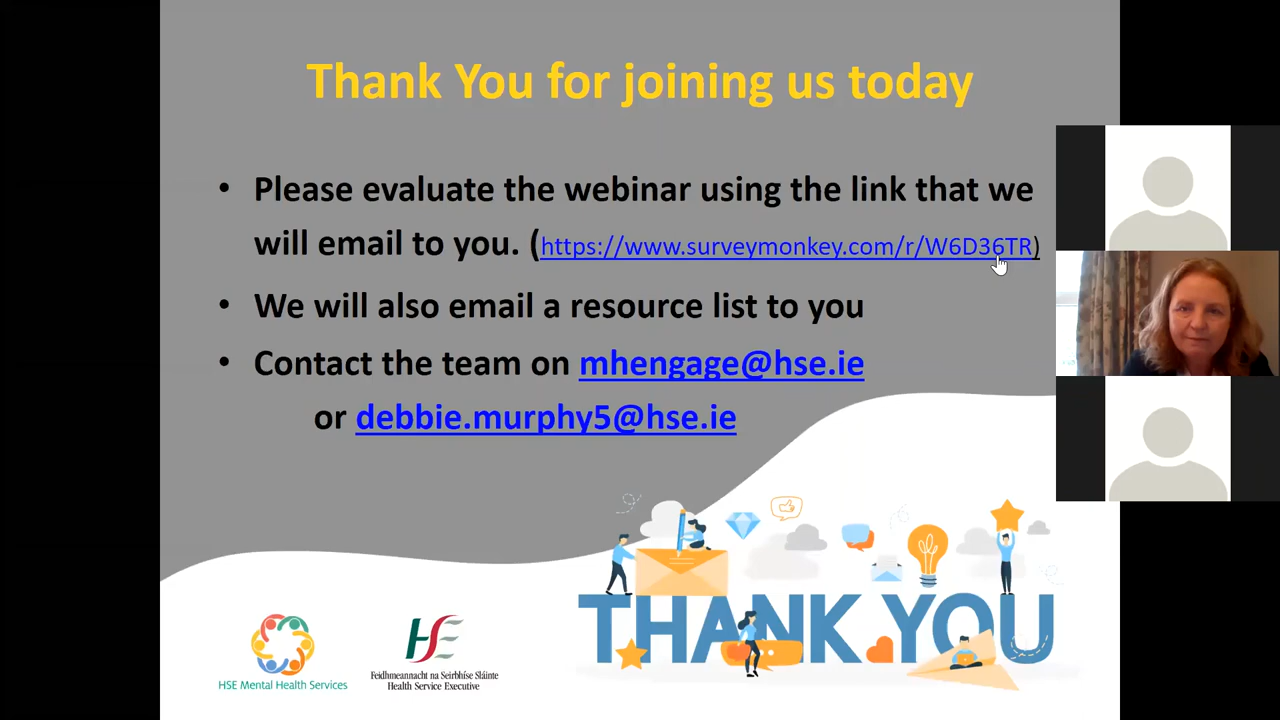 Thank You for joining us today
• Please evaluate the webinar using the link that we
will email to you. (https://www.surveymonkey.com/r/W6D36TR)
• We will also email a resource list to you
• Contact the team on mhengage@hse.ie
or debbie.murphy5@hse.ie
THANK YOU
HSE Mental Health Services
HSE
Feidhmeannacht na Seirbhíse Sláinte
Health Service Executive